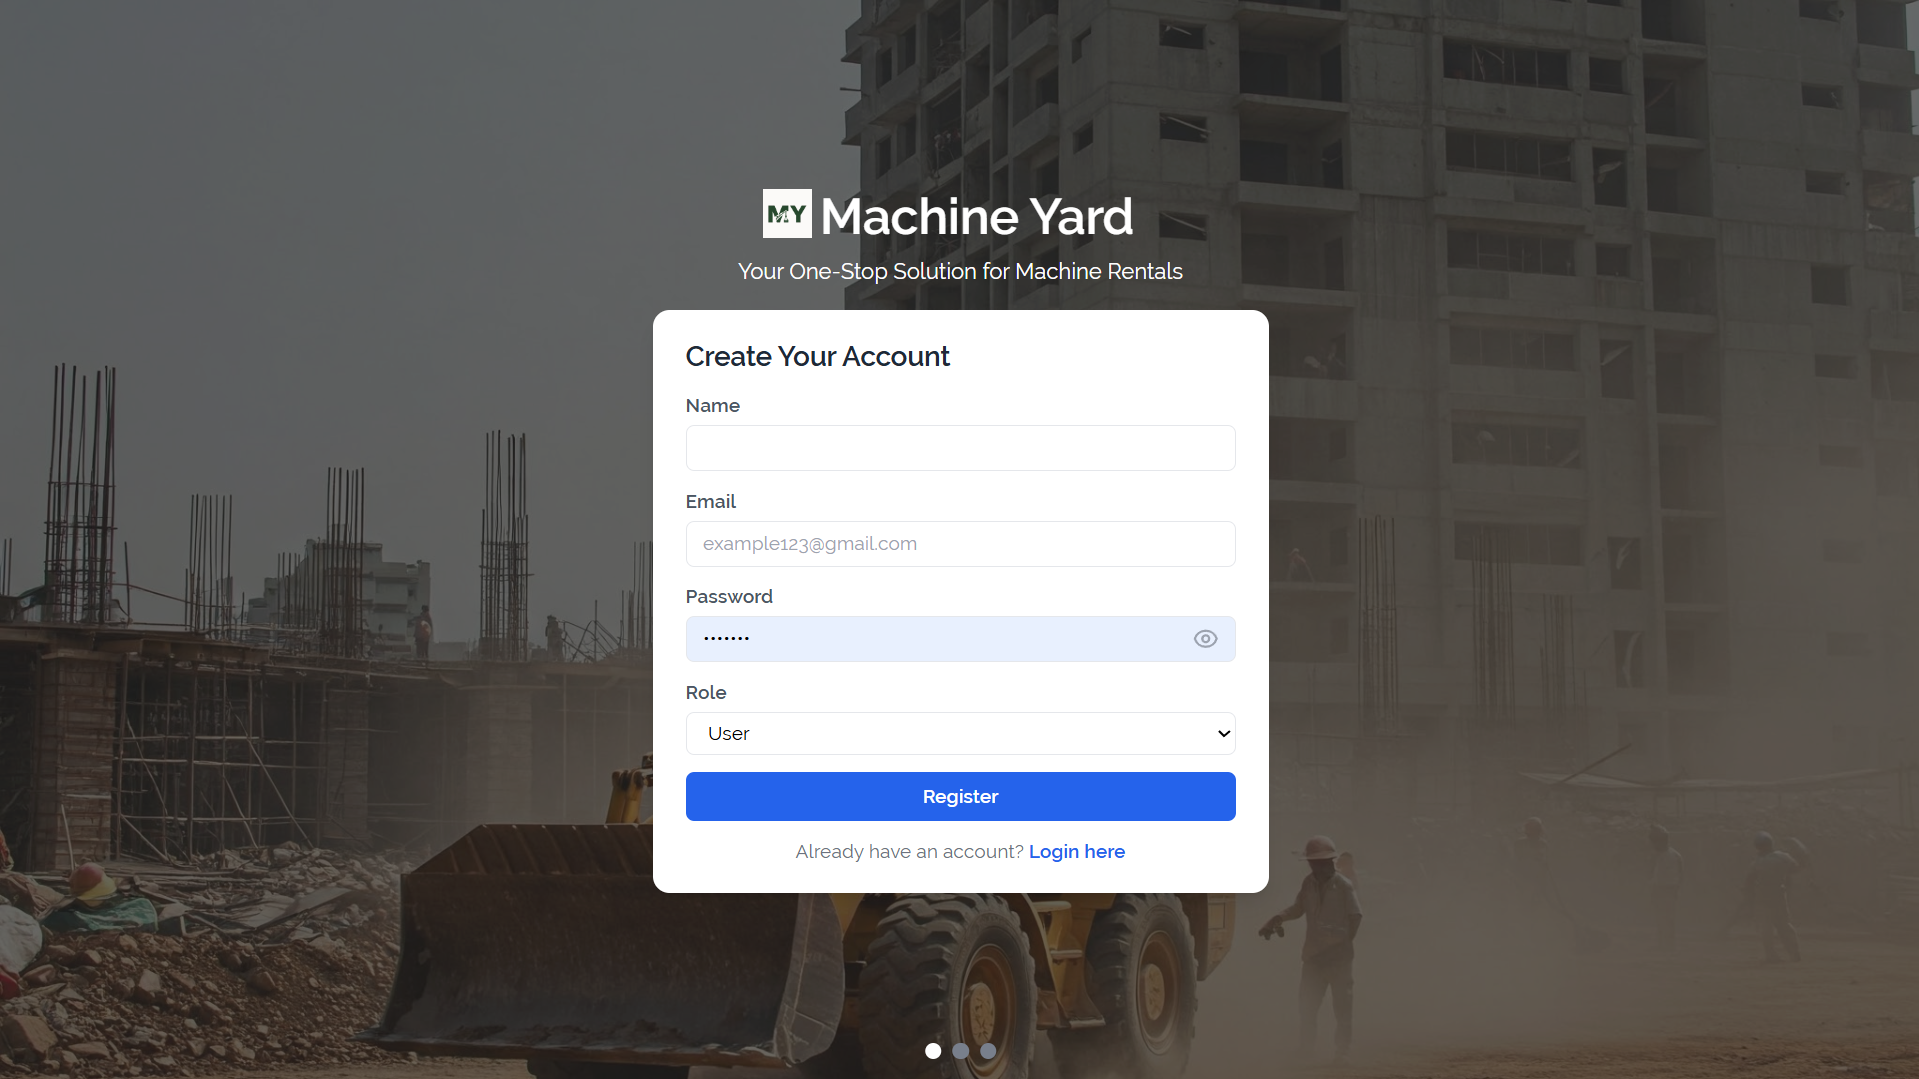 MY Machine Yard
Your One-Stop Solution for Machine Rentals
Create Your Account
Name
Email
example123@gmail.com
Password
•••••••
Role
User
Register
Already have an account? Login here